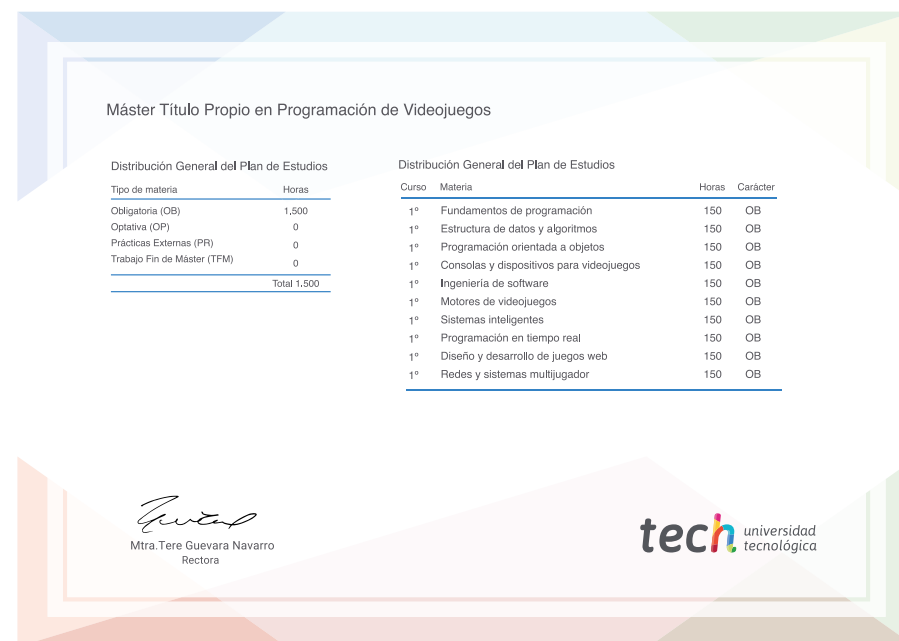 Máster Título Propio en Programación de Videojuegos
Distribución General del Plan de Estudios
Tipo de materia Horas
Obligatoria (OB) 1,500
Optativa (OP) 0
Prácticas Externas (PR) 0
Trabajo Fin de Máster (TFM) 0
Total 1.500
Distribución General del Plan de Estudios
Curso Materia Horas Carácter
1º Fundamentos de programación 150 OB
1º Estructura de datos y algoritmos 150 OB
1º Programación orientada a objetos 150 OB
1º Consolas y dispositivos para videojuegos 150 OB
1º Ingeniería de software 150 OB
1º Motores de videojuegos 150 OB
1º Sistemas inteligentes 150 OB
1º Programación en tiempo real 150 OB
1º Diseño y desarrollo de juegos web 150 OB
1º Redes y sistemas multijugador 150 OB
Mtra.Tere Guevara Navarro
Rectora
tech universidad
tecnológica